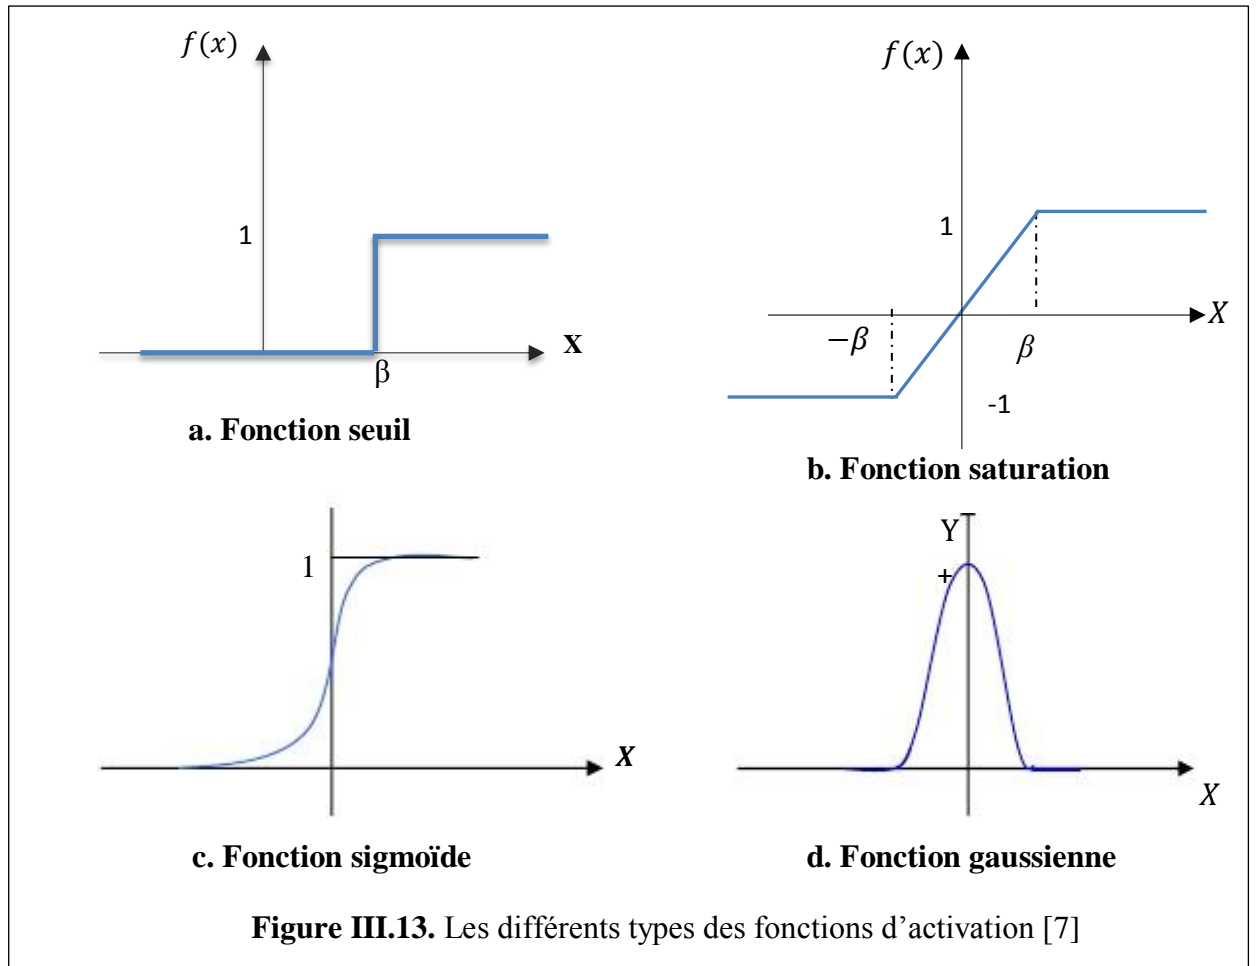 f(x)
1
β
X
a. Fonction seuil
f(x)
1
X
−β
β
-1
b. Fonction saturation
1
X
c. Fonction sigmoïde
Y
+
X
d. Fonction gaussienne
Figure III.13. Les différents types des fonctions d’activation [7]